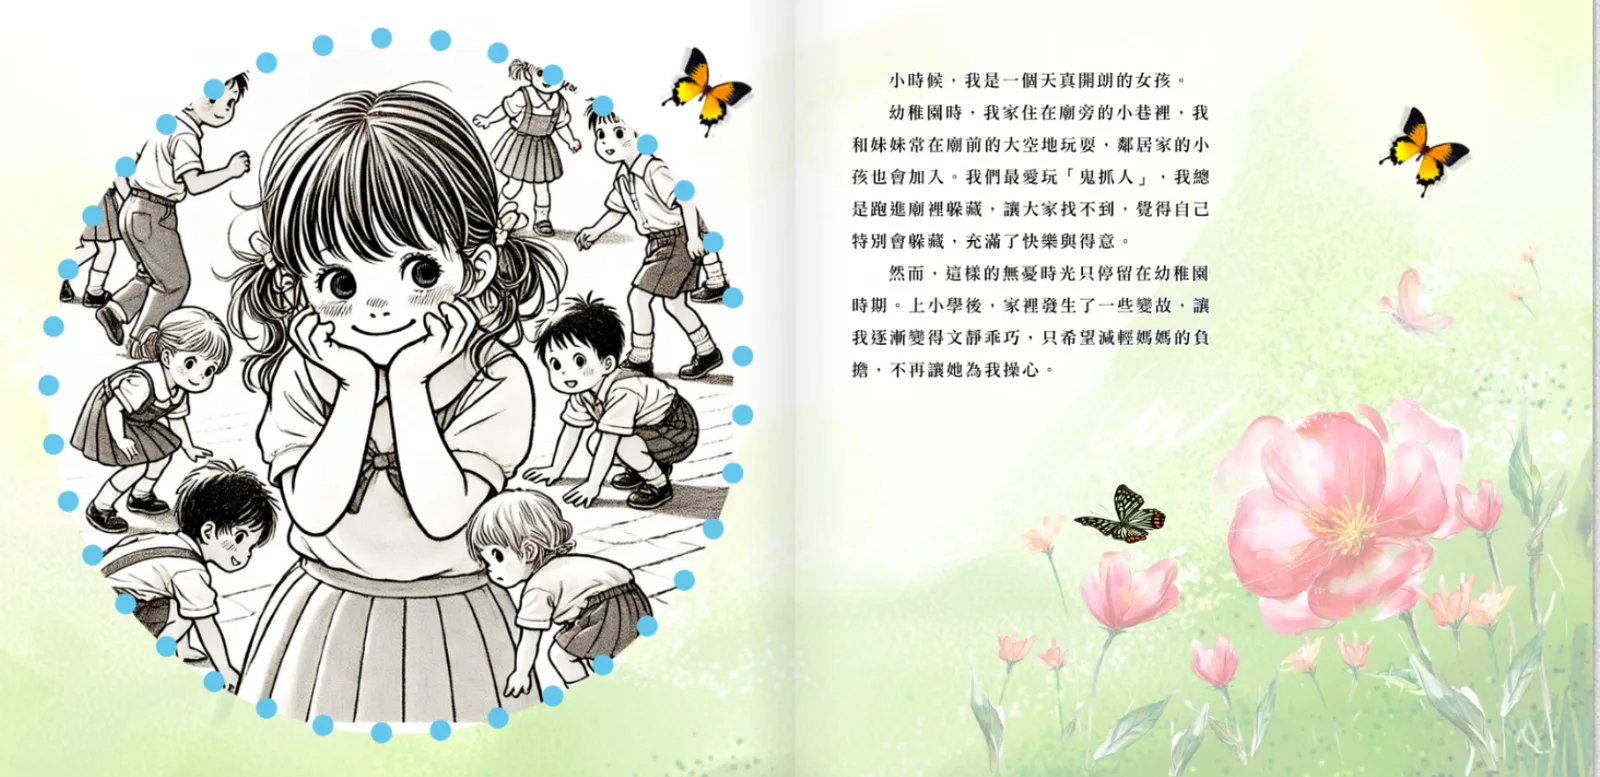 小時候，我是一個天真開朗的女孩。
幼稚園時，我家住在廟旁的小巷裡，我
和妹妹常在廟前的大空地玩耍，鄰居家的小
孩也會加入。我們最愛玩「鬼抓人」，我總
是跑進廟裡躲藏，讓大家找不到，覺得自己
特別會躲藏，充滿了快樂與得意。
然而，這樣的無憂時光只停留在幼稚園
時期。上小學後，家裡發生了一些變故，讓
我逐漸變得文靜乖巧，只希望減輕媽媽的負
擔，不再讓她為我操心。